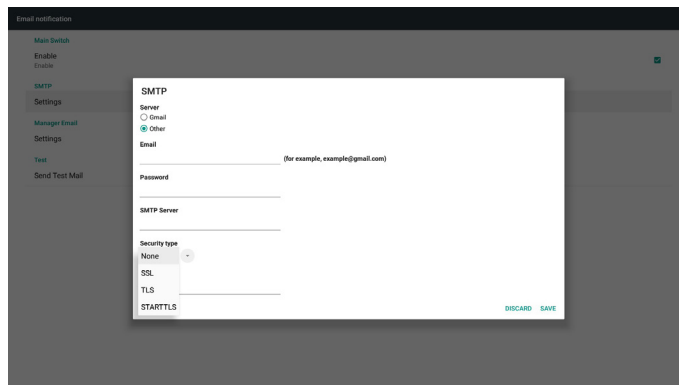 Email notification
Main Switch
Enable
Enable
SMTP
Settings
Manager Email
Settings
Test
Send Test Mail
SMTP
Server
Gmail
Other
Email
(for example, example@gmail.com)
Password
SMTP Server
Security type
None
SSL
TLS
STARTTLS
DISCARD SAVE